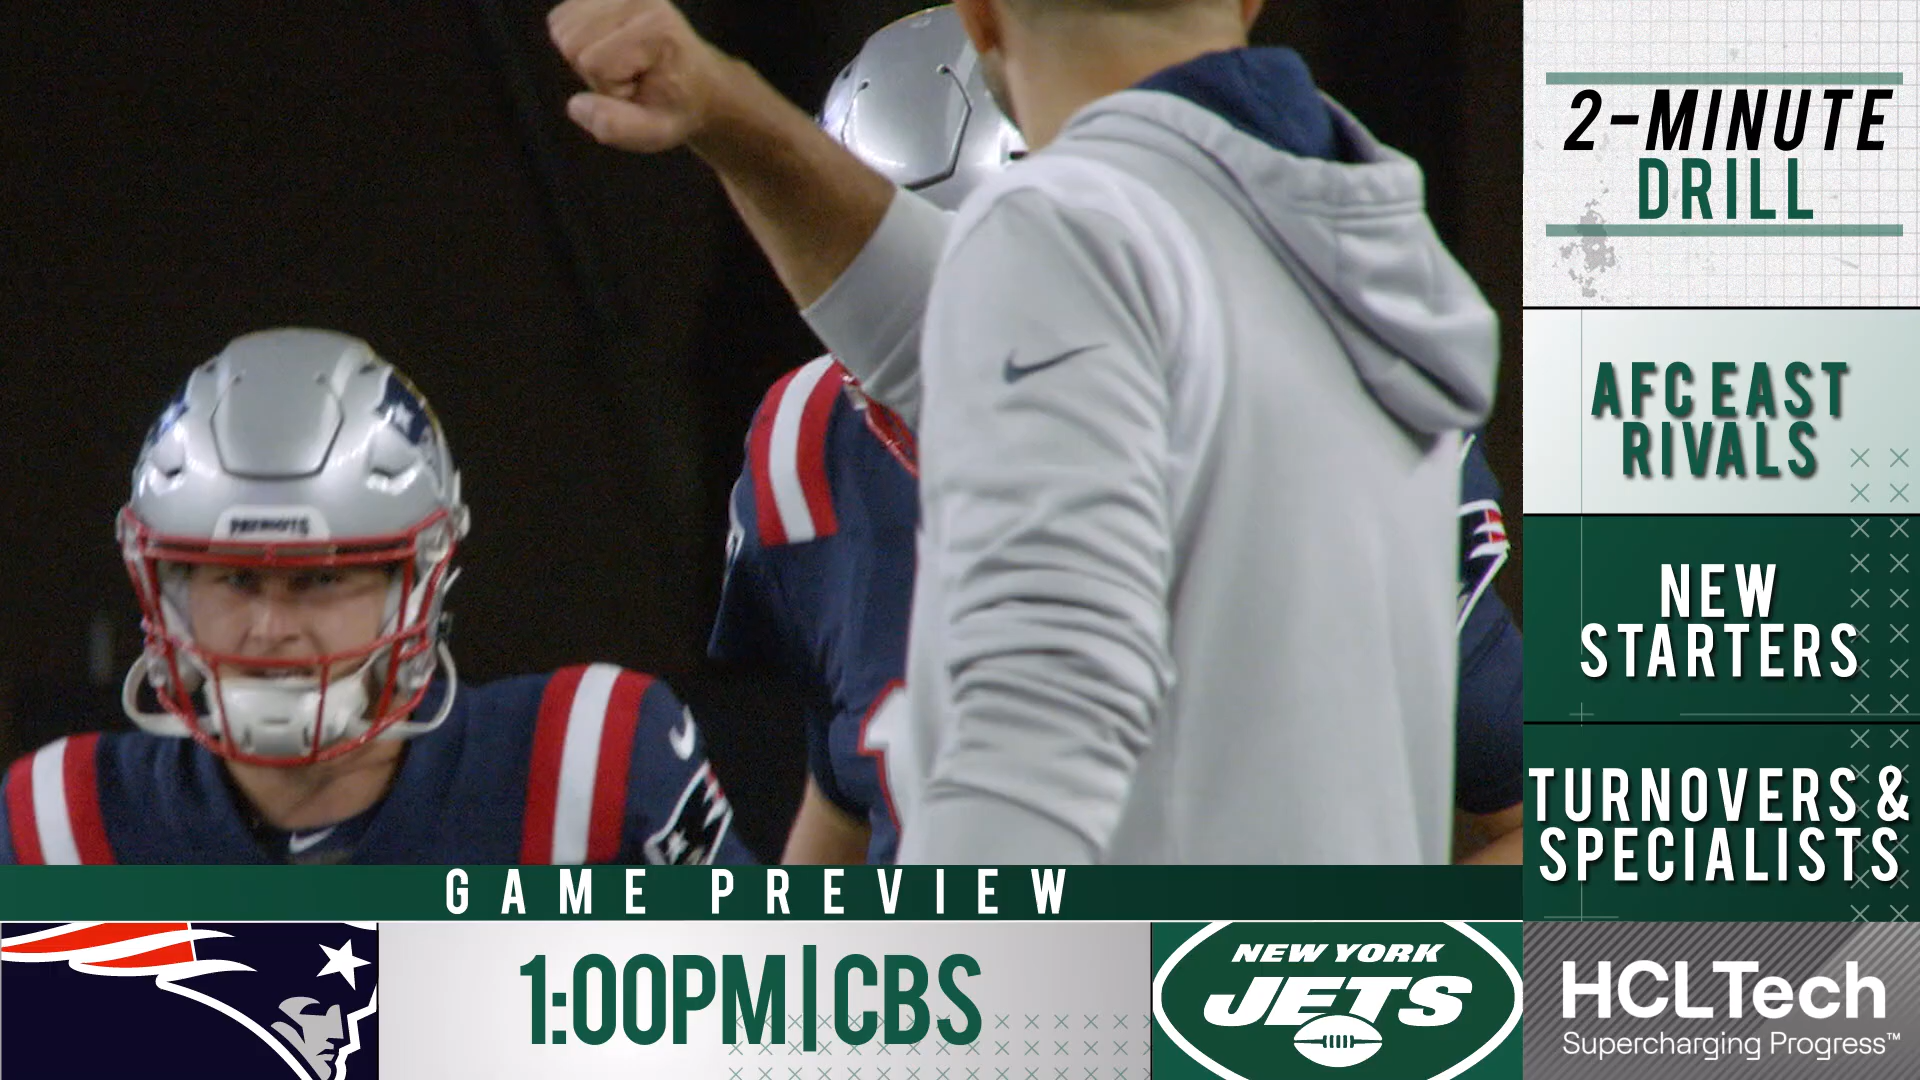 2-MINUTE
DRILL
AFC EAST
RIVALS
NEW
STARTERS
TURNOVERS &
SPECIALISTS
PATRIOTS
GAME PREVIEW
1:00PM|CBS
NEW YORK
JETS
HCLTech
Supercharging Progress™